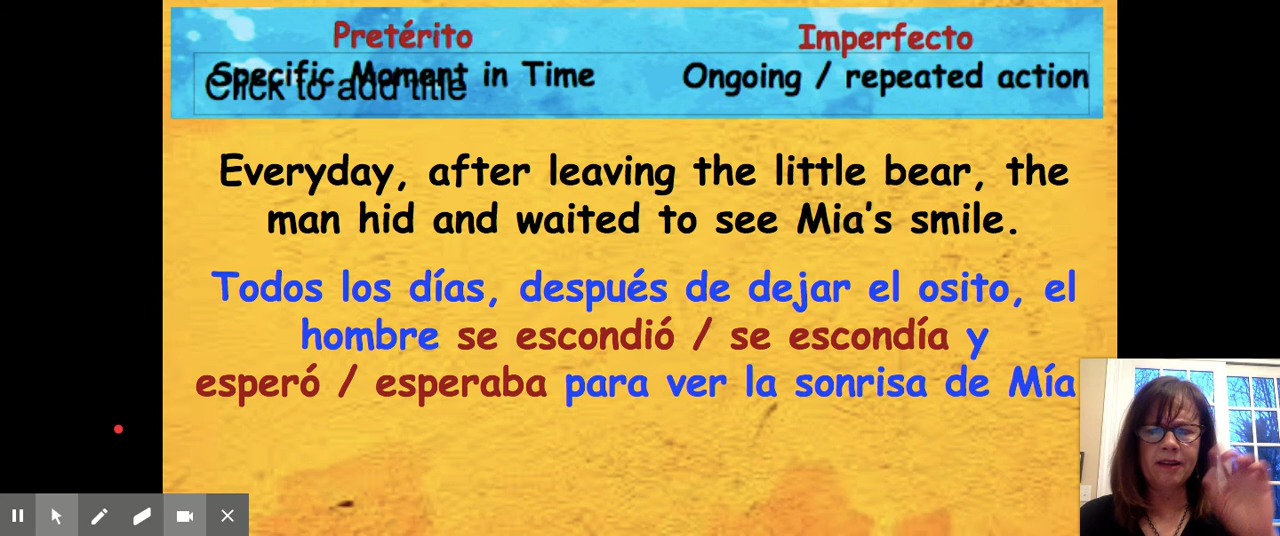 Pretérito
Imperfecto
Specific Moment in Time
Ongoing / repeated action
Click to add title
Everyday, after leaving the little bear, the
man hid and waited to see Mia's smile.
Todos los días, después de dejar el osito, el
hombre se escondió / se escondía y
esperó / esperaba para ver la sonrisa de Mía